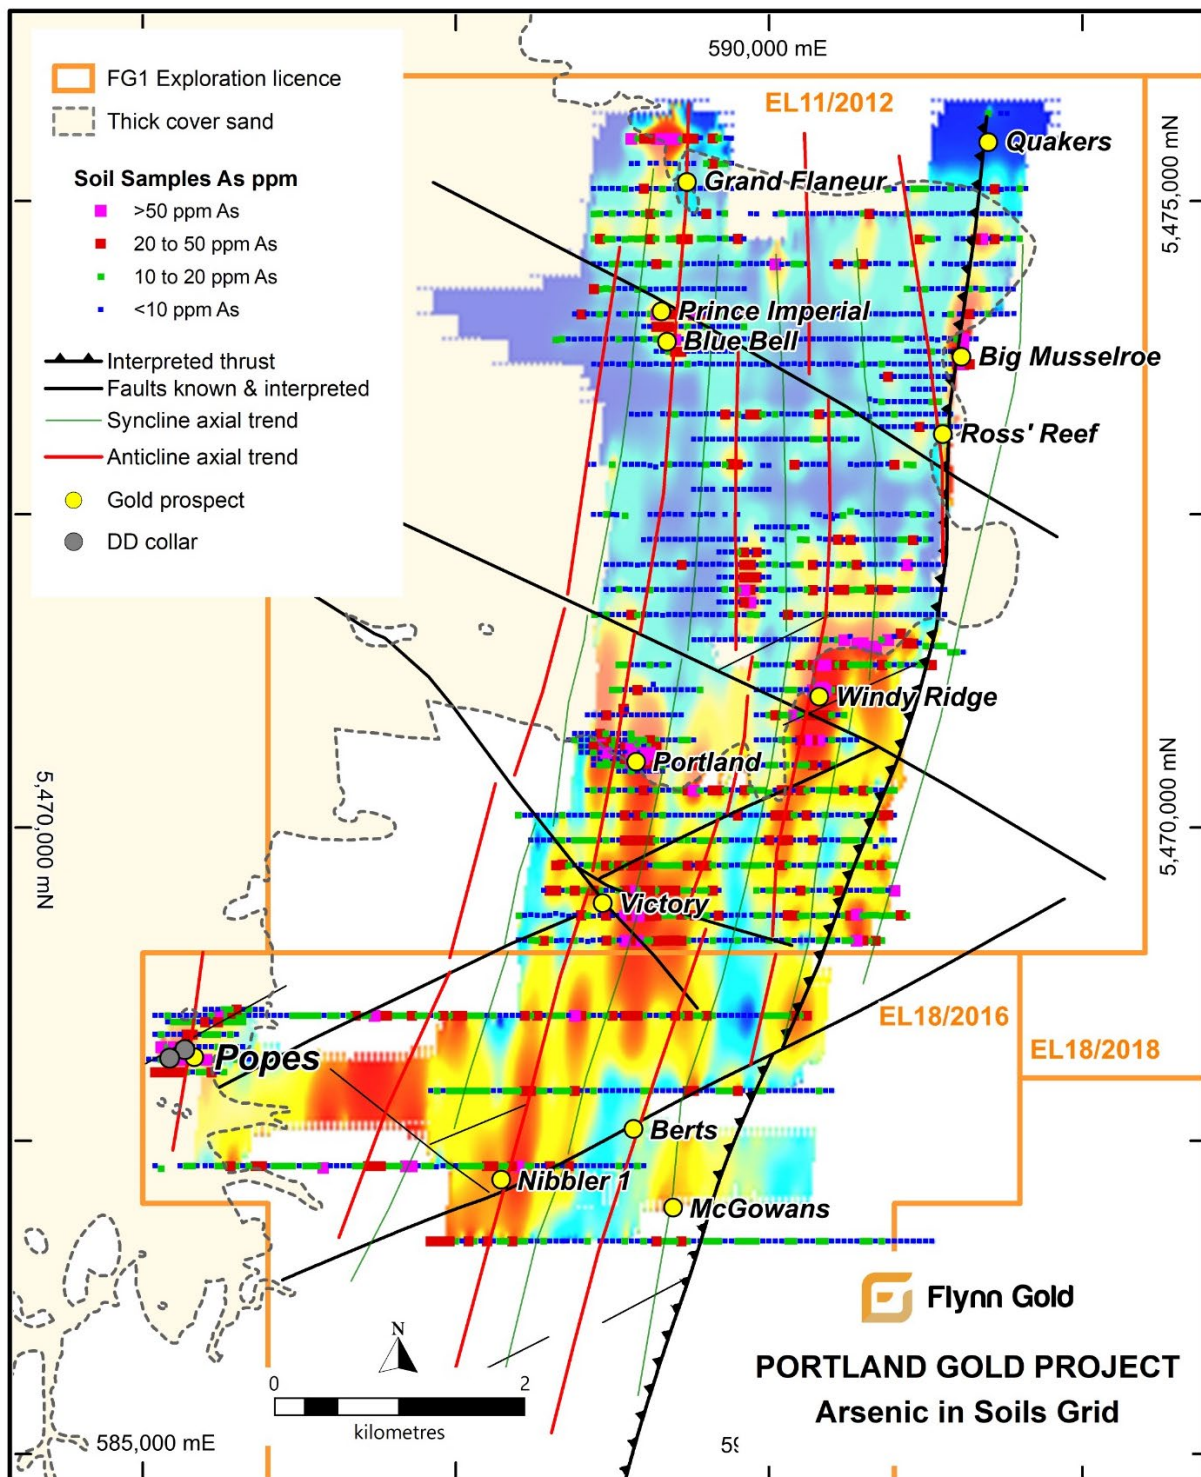 590,000 mE
FG1 Exploration licence
Thick cover sand
Soil Samples As ppm
>50 ppm As
20 to 50 ppm As
10 to 20 ppm As
<10 ppm As
Interpreted thrust
Faults known & interpreted
Syncline axial trend
Anticline axial trend
Gold prospect
DD collar
EL11/2012
Quakers
5,475,000 mN
Grand Flaneur
Prince Imperial
Blue Bell
Big Musselroe
Ross' Reef
Windy Ridge
Portland
5,470,000 mN
5,470,000 mN
Victory
EL18/2016
EL18/2018
Popes
Berts
Nibbler 1
McGowans
Flynn Gold
N
0 2
kilometres
PORTLAND GOLD PROJECT
Arsenic in Soils Grid
585,000 mE